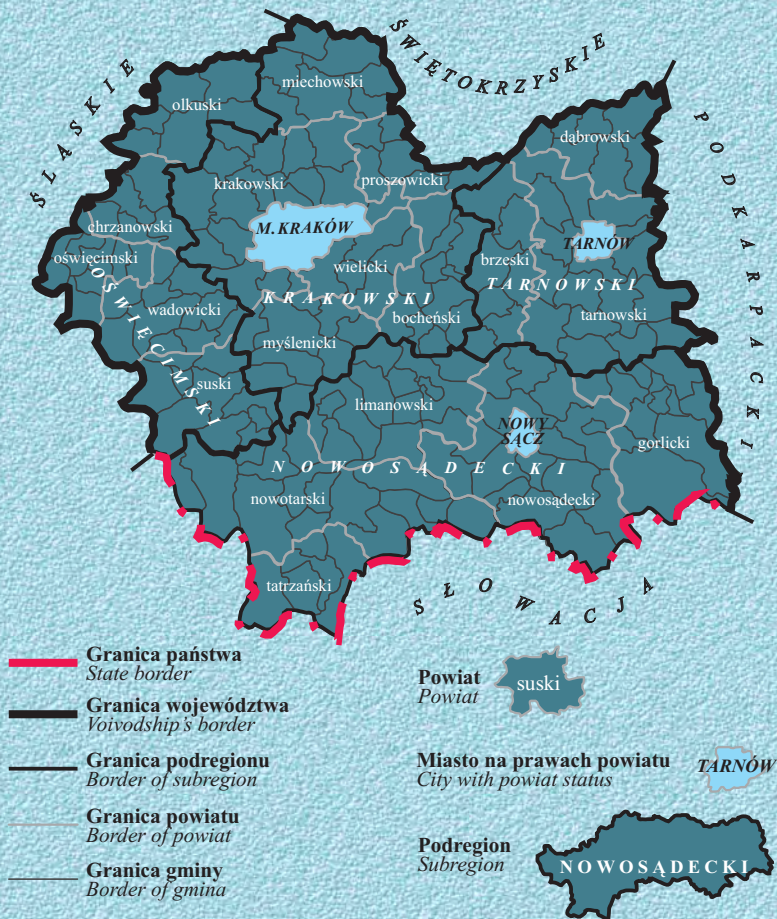 ŚWIĘTOKRZYSKIE
ŚLĄSKIE
PODKARPACKI
miechowski
olkuski
dąbrowski
krakowski
proszowicki
chrzanowski
M.KRAKÓW
TARNÓW
oświęcimski
wielicki
brzeski
OŚWIĘCIMSKI
KRAKOWSKI
TARNOWSKI
wadowicki
bocheński
tarnowski
myślenicki
suski
limanowski
NOWY
SĄCZ
gorlicki
NOWOSĄDECKI
nowotarski
nowosądecki
tatrzański
SŁOWACJA
Granica państwa
State border
Granica województwa
Voivodship's border
Granica podregionu
Border of subregion
Granica powiatu
Border of powiat
Granica gminy
Border of gmina
Powiat
Powiat
suski
Miasto na prawach powiatu
City with powiat status
TARNÓW
Podregion
Subregion
NOWOSĄDECKI